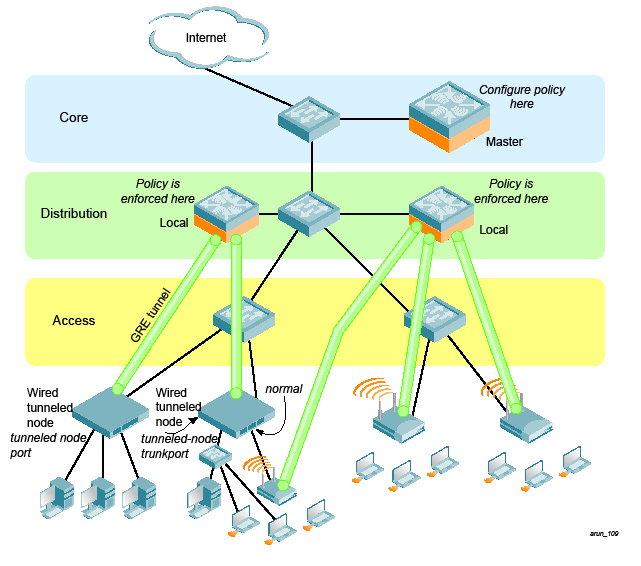 Internet
Core
Configure policy
here
Master
Distribution
Policy is
enforced here
Local
Policy is
enforced here
Local
Access
GRE tunnel
Wired
tunneled
node
tunneled node
port
Wired
tunneled
node
tunneled-node
trunkport
normal
arun_109